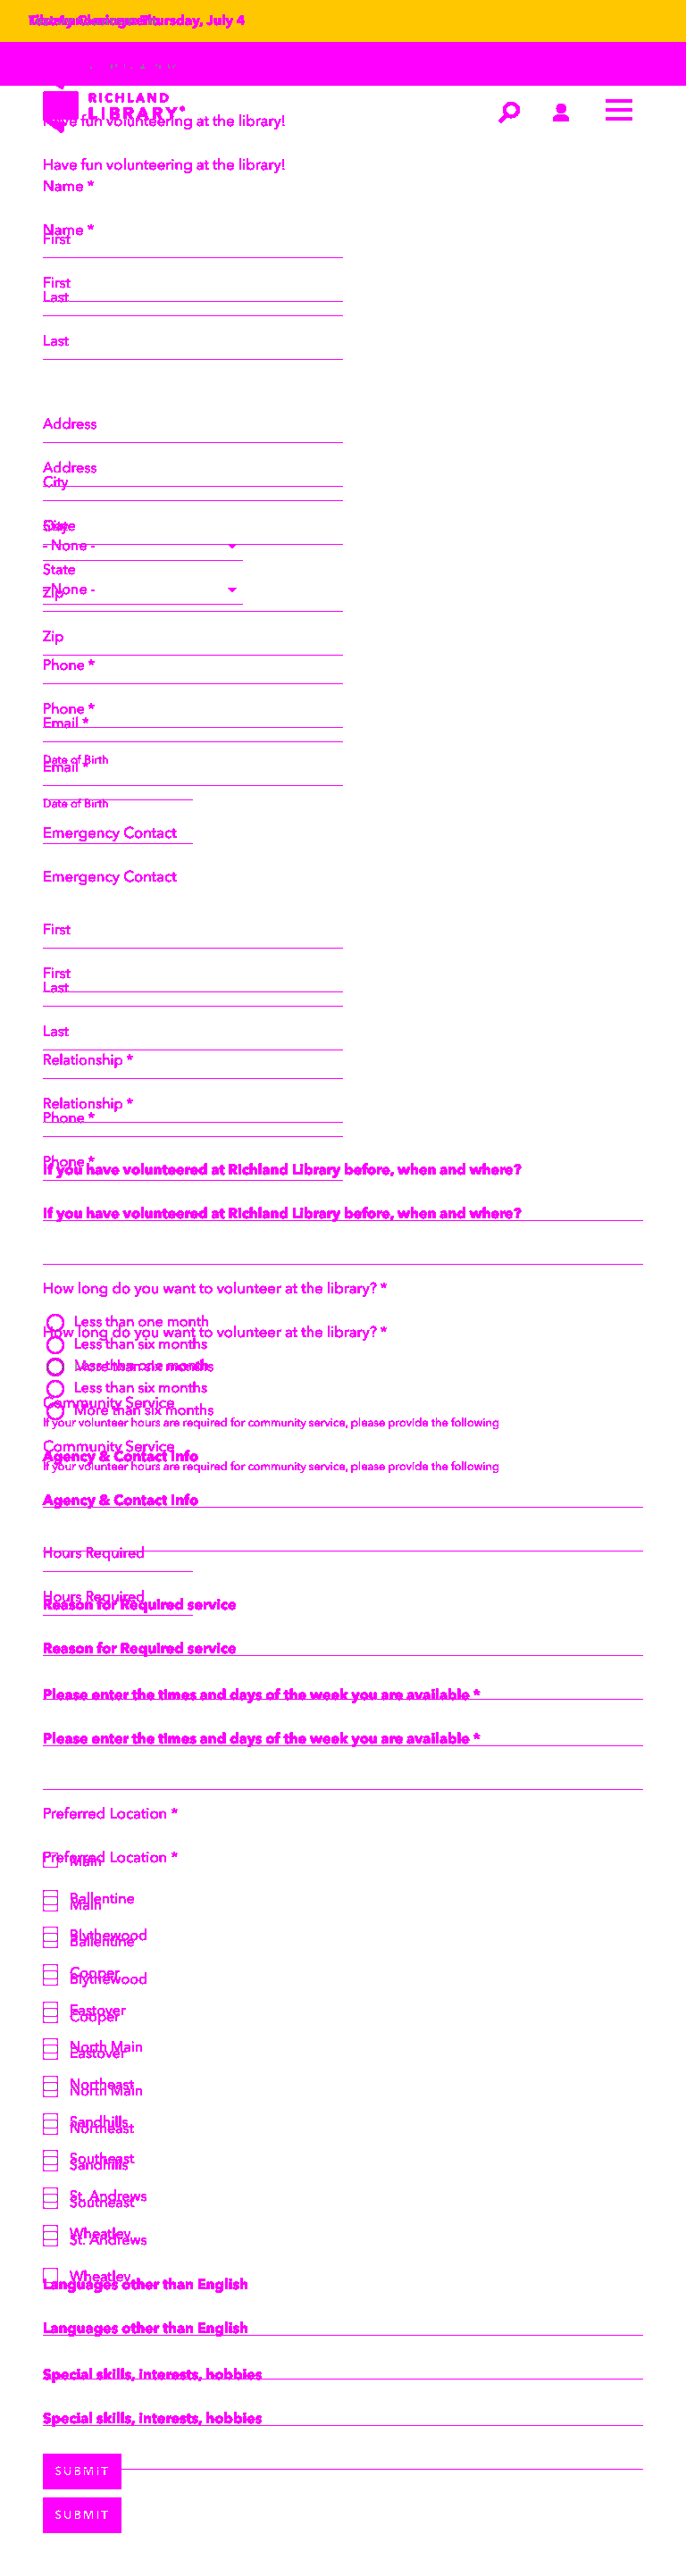 Thursday, July 4
RICHLAND
LIBRARY
Have fun volunteering at the library!
Have fun volunteering at the library!
Name *
Name *
First
First
Last
Last
Address
Address
City
City
State
- None -
State
- None -
Zip
Zip
Phone *
Phone *
Email *
Date of Birth
Email *
Date of Birth
Emergency Contact
Emergency Contact
First
First
Last
Last
Relationship *
Relationship *
Phone *
Phone *
If you have volunteered at Richland Library before, when and where?
If you have volunteered at Richland Library before, when and where?
How long do you want to volunteer at the library? *
Less than one month
How long do you want to volunteer at the library? *
Less than six months
Less than one month
More than six months
Less than six months
Community Service
More than six months
If your volunteer hours are required for community service, please provide the following
Community Service
Agency & Contact Info
If your volunteer hours are required for community service, please provide the following
Agency & Contact Info
Hours Required
Hours Required
Reason for Required service
Reason for Required service
Please enter the times and days of the week you are available *
Please enter the times and days of the week you are available *
Preferred Location *
Preferred Location *
Main
Ballentine
Main
Blythewood
Ballentine
Cooper
Blythewood
Eastover
Cooper
North Main
Eastover
Northeast
North Main
Sandhills
Northeast
Southeast
Sandhills
St. Andrews
Southeast
Wheatley
St. Andrews
Wheatley
Languages other than English
Languages other than English
Special skills, interests, hobbies
Special skills, interests, hobbies
SUBMIT
SUBMIT